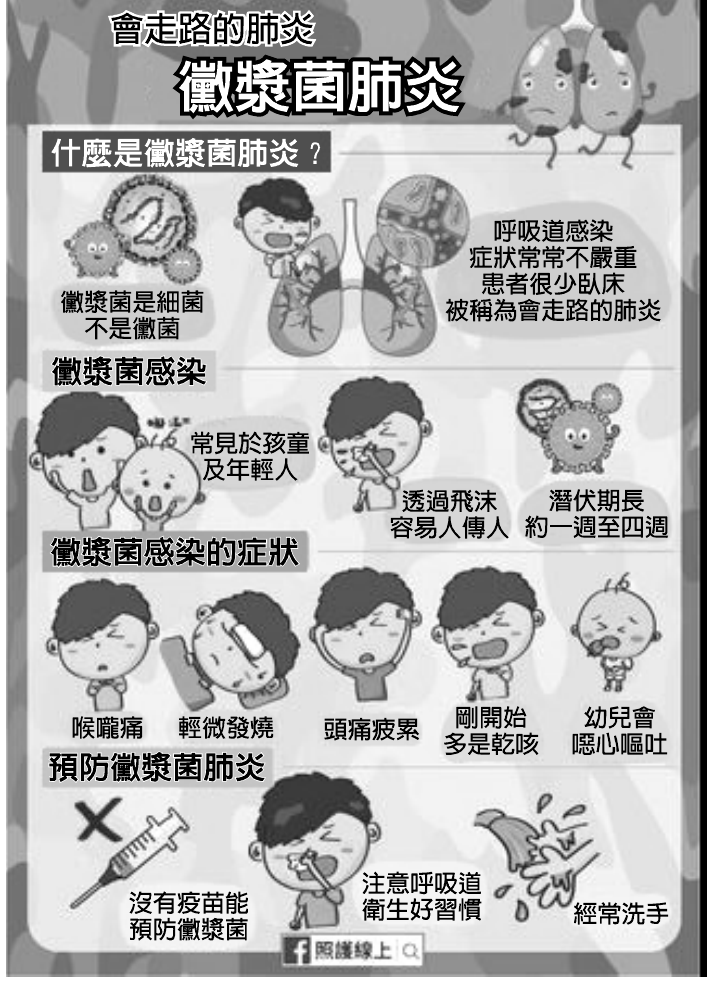 會走路的肺炎
黴漿菌肺炎
什麼是黴漿菌肺炎？
黴漿菌是細菌
不是黴菌
呼吸道感染
症狀常常不嚴重
患者很少臥床
被稱為會走路的肺炎
黴漿菌感染
常見於孩童
及年輕人
透過飛沫
容易人傳人
潛伏期長
約一週至四週
黴漿菌感染的症狀
喉嚨痛
輕微發燒
頭痛疲累
剛開始
多是乾咳
幼兒會
噁心嘔吐
預防黴漿菌肺炎
沒有疫苗能
預防黴漿菌
注意呼吸道
衛生好習慣
經常洗手
f 照護線上